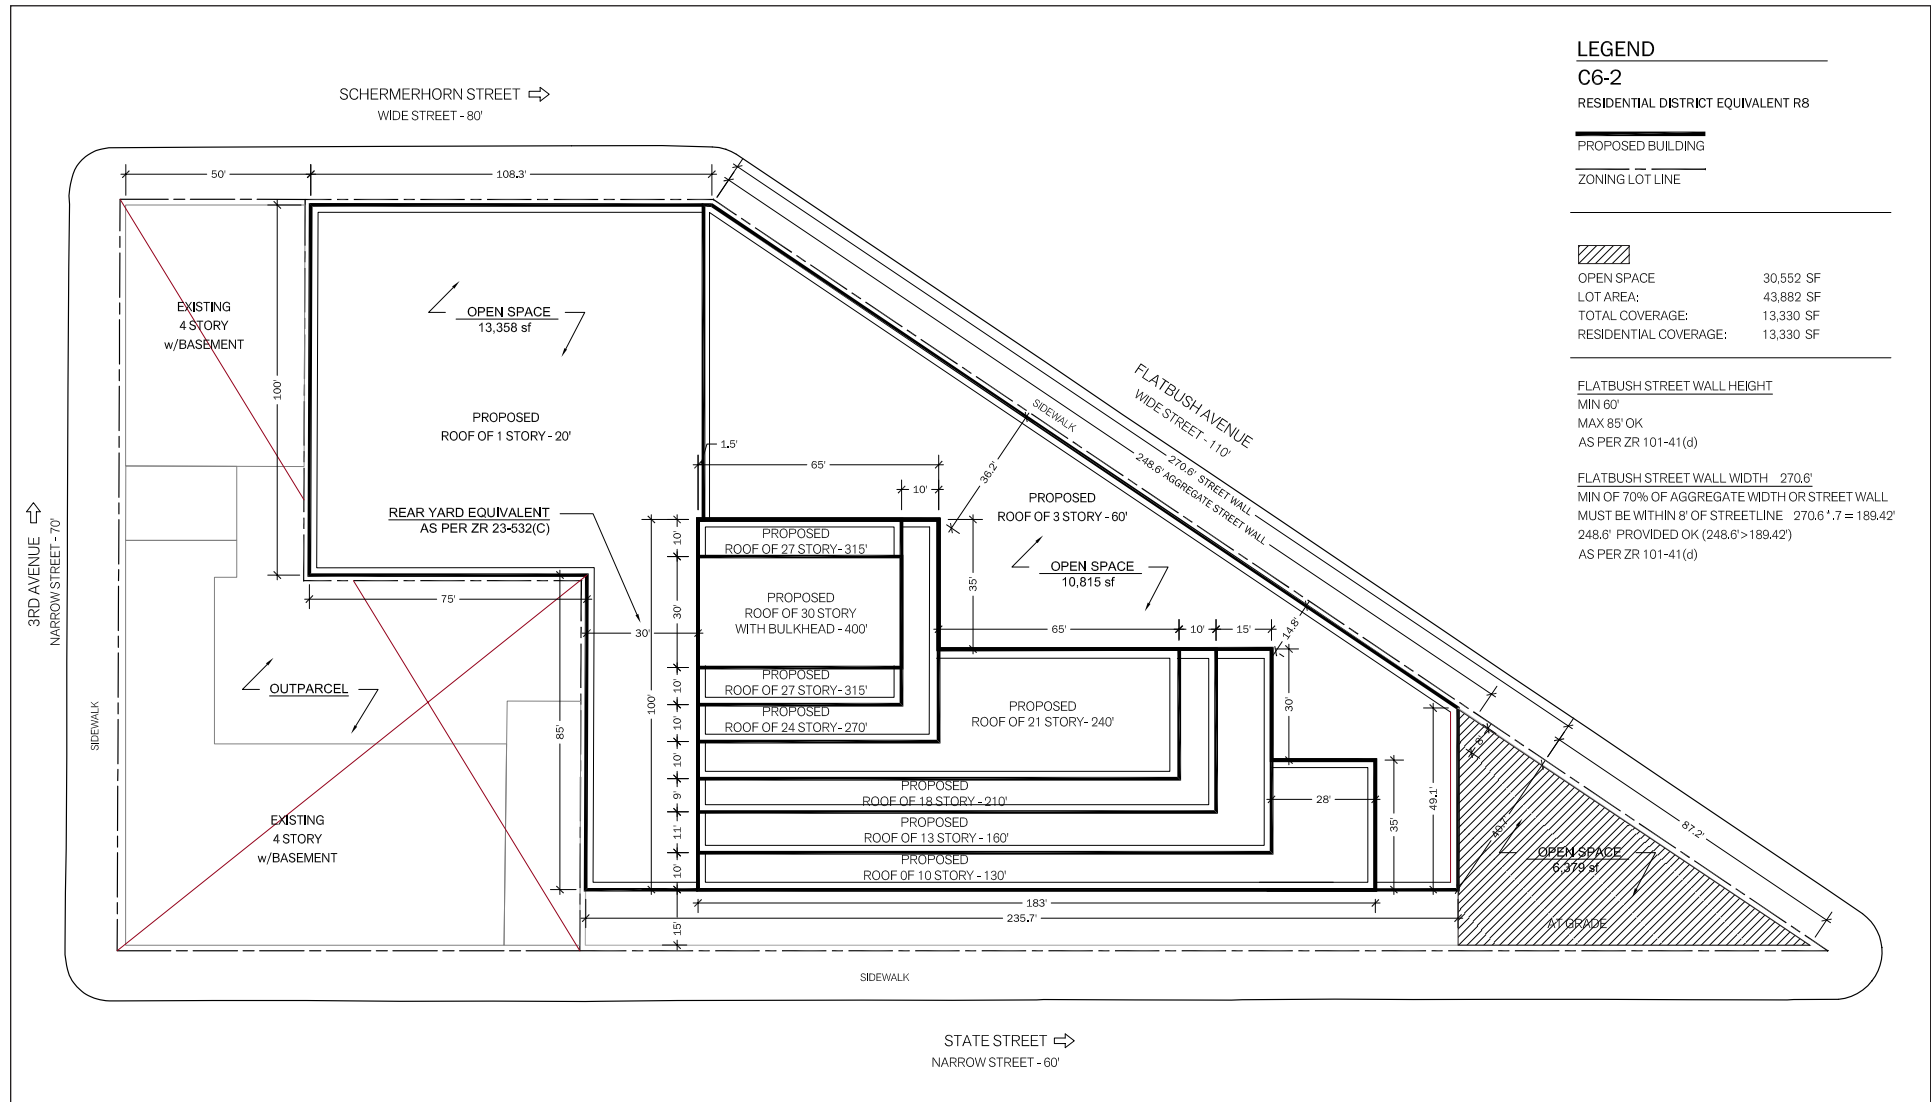 SCHERMERHORN STREET
WIDE STREET - 80'
50'
108.3'
LEGEND
C6-2
RESIDENTIAL DISTRICT EQUIVALENT R8
PROPOSED BUILDING
ZONING LOT LINE
OPEN SPACE 30,552 SF
LOT AREA: 43,882 SF
TOTAL COVERAGE: 13,330 SF
RESIDENTIAL COVERAGE: 13,330 SF
FLATBUSH STREET WALL HEIGHT
MIN 60'
MAX 85' OK
AS PER ZR 101-41(d)
FLATBUSH STREET WALL WIDTH 270.6'
MIN OF 70% OF AGGREGATE WIDTH OR STREET WALL
MUST BE WITHIN 8' OF STREETLINE 270.6*.7 = 189.42'
248.6' PROVIDED OK (248.6'>189.42')
AS PER ZR 101-41(d)
EXISTING
4 STORY
w/BASEMENT
100'
OPEN SPACE
13,358 sf
PROPOSED
ROOF OF 1 STORY - 20'
FLATBUSH AVENUE
WIDE STREET - 110'
SIDEWALK
270.6' STREET WALL
248.6' AGGREGATE STREET WALL
1.5'
65'
10'
36.2'
PROPOSED
ROOF OF 3 STORY - 60'
OPEN SPACE
10,815 sf
REAR YARD EQUIVALENT
AS PER ZR 23-532(C)
3RD AVENUE
NARROW STREET - 70'
SIDEWALK
75'
30'
85'
100'
10'
30'
10'
10'
10'
9'
11'
10'
15'
PROPOSED
ROOF OF 27 STORY - 315'
PROPOSED
ROOF OF 30 STORY
WITH BULKHEAD - 400'
PROPOSED
ROOF OF 27 STORY - 315'
PROPOSED
ROOF OF 24 STORY - 270'
35'
65'
10'
15'
14.8'
PROPOSED
ROOF OF 21 STORY- 240'
30'
PROPOSED
ROOF OF 18 STORY - 210'
PROPOSED
ROOF OF 13 STORY - 160'
PROPOSED
ROOF OF 10 STORY - 130'
28'
35'
49.1'
8'
40.7'
87.2'
OPEN SPACE
6,379 sf
AT GRADE
OUTPARCEL
EXISTING
4 STORY
w/BASEMENT
183'
235.7'
SIDEWALK
STATE STREET
NARROW STREET - 60'